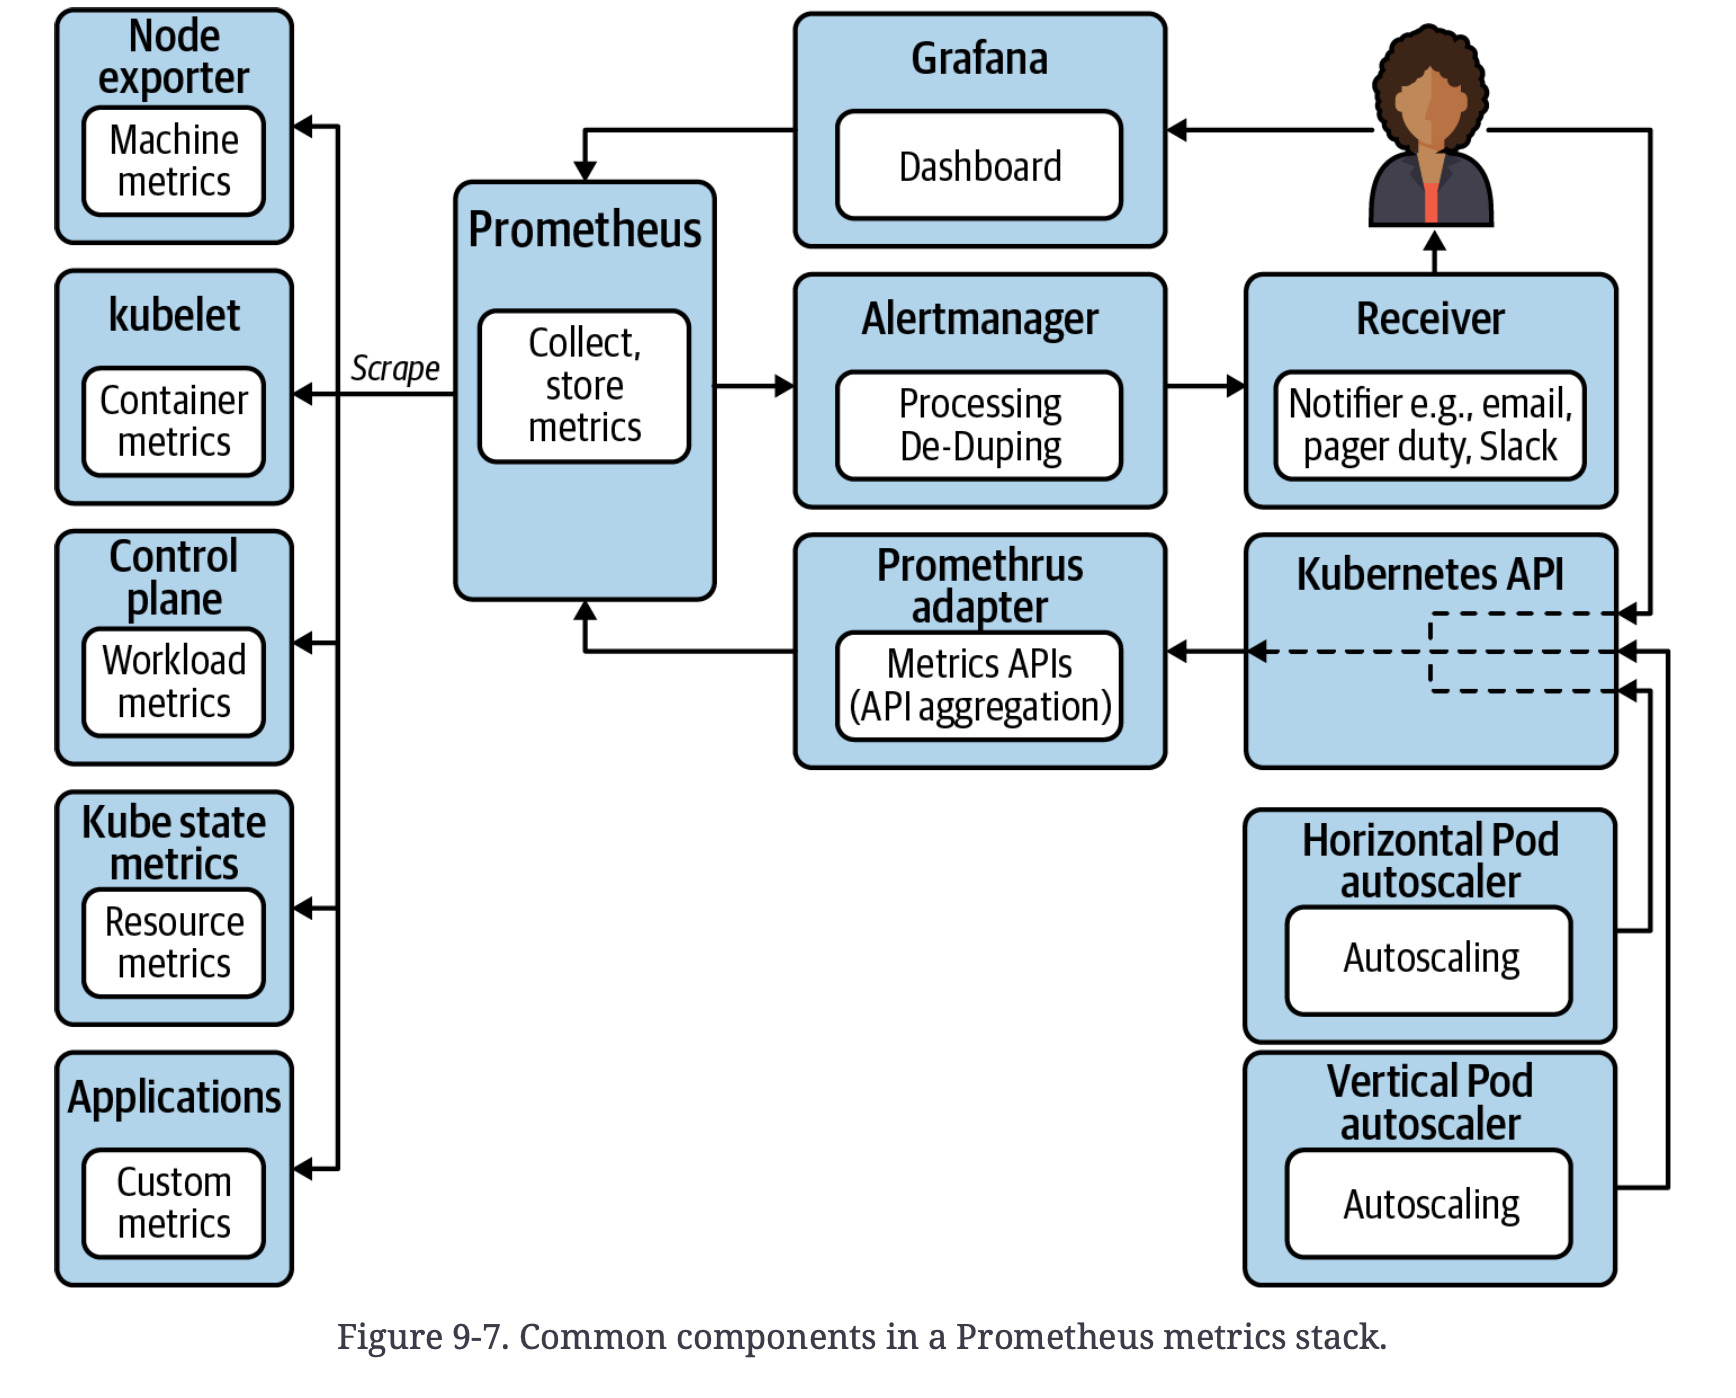 Node
exporter
Machine
metrics
kubelet
Container
metrics
Control
plane
Workload
metrics
Kube state
metrics
Resource
metrics
Applications
Custom
metrics
Scrape
Prometheus
Collect,
store
metrics
Grafana
Dashboard
Alertmanager
Processing
De-Duping
Receiver
Notifier e.g., email,
pager duty, Slack
Promethrus
adapter
Metrics APIs
(API aggregation)
Kubernetes API
Horizontal Pod
autoscaler
Autoscaling
Vertical Pod
autoscaler
Autoscaling
Figure 9-7. Common components in a Prometheus metrics stack.